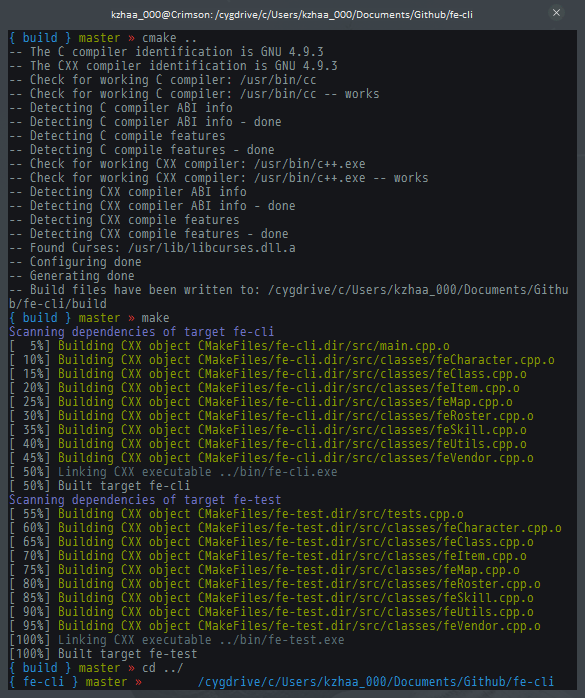 kzhaa_000@Crimson: /cygdrive/c/Users/kzhaa_000/Documents/Github/fe-cli
{ build } master » cmake ..
-- The C compiler identification is GNU 4.9.3
-- The CXX compiler identification is GNU 4.9.3
-- Check for working C compiler: /usr/bin/cc
-- Check for working C compiler: /usr/bin/cc -- works
-- Detecting C compiler ABI info
-- Detecting C compiler ABI info - done
-- Detecting C compile features
-- Detecting C compile features - done
-- Check for working CXX compiler: /usr/bin/c++.exe
-- Check for working CXX compiler: /usr/bin/c++.exe -- works
-- Detecting CXX compiler ABI info
-- Detecting CXX compiler ABI info - done
-- Detecting CXX compile features
-- Detecting CXX compile features - done
-- Found Curses: /usr/lib/libcurses.dll.a
-- Configuring done
-- Generating done
-- Build files have been written to: /cygdrive/c/Users/kzhaa_000/Documents/Githu
b/fe-cli/build
{ build } master » make
Scanning dependencies of target fe-cli
[  5%] Building CXX object CMakeFiles/fe-cli.dir/src/main.cpp.o
[ 10%] Building CXX object CMakeFiles/fe-cli.dir/src/classes/feCharacter.cpp.o
[ 15%] Building CXX object CMakeFiles/fe-cli.dir/src/classes/feClass.cpp.o
[ 20%] Building CXX object CMakeFiles/fe-cli.dir/src/classes/feItem.cpp.o
[ 25%] Building CXX object CMakeFiles/fe-cli.dir/src/classes/feMap.cpp.o
[ 30%] Building CXX object CMakeFiles/fe-cli.dir/src/classes/feRoster.cpp.o
[ 35%] Building CXX object CMakeFiles/fe-cli.dir/src/classes/feSkill.cpp.o
[ 40%] Building CXX object CMakeFiles/fe-cli.dir/src/classes/feUtils.cpp.o
[ 45%] Building CXX object CMakeFiles/fe-cli.dir/src/classes/feVendor.cpp.o
[ 50%] Linking CXX executable ../bin/fe-cli.exe
[ 50%] Built target fe-cli
Scanning dependencies of target fe-test
[ 55%] Building CXX object CMakeFiles/fe-test.dir/src/tests.cpp.o
[ 60%] Building CXX object CMakeFiles/fe-test.dir/src/classes/feCharacter.cpp.o
[ 65%] Building CXX object CMakeFiles/fe-test.dir/src/classes/feClass.cpp.o
[ 70%] Building CXX object CMakeFiles/fe-test.dir/src/classes/feItem.cpp.o
[ 75%] Building CXX object CMakeFiles/fe-test.dir/src/classes/feMap.cpp.o
[ 80%] Building CXX object CMakeFiles/fe-test.dir/src/classes/feRoster.cpp.o
[ 85%] Building CXX object CMakeFiles/fe-test.dir/src/classes/feSkill.cpp.o
[ 90%] Building CXX object CMakeFiles/fe-test.dir/src/classes/feUtils.cpp.o
[ 95%] Building CXX object CMakeFiles/fe-test.dir/src/classes/feVendor.cpp.o
[100%] Linking CXX executable ../bin/fe-test.exe
[100%] Built target fe-test
{ build } master » cd ../
{ fe-cli } master »        /cygdrive/c/Users/kzhaa_000/Documents/Github/fe-cli